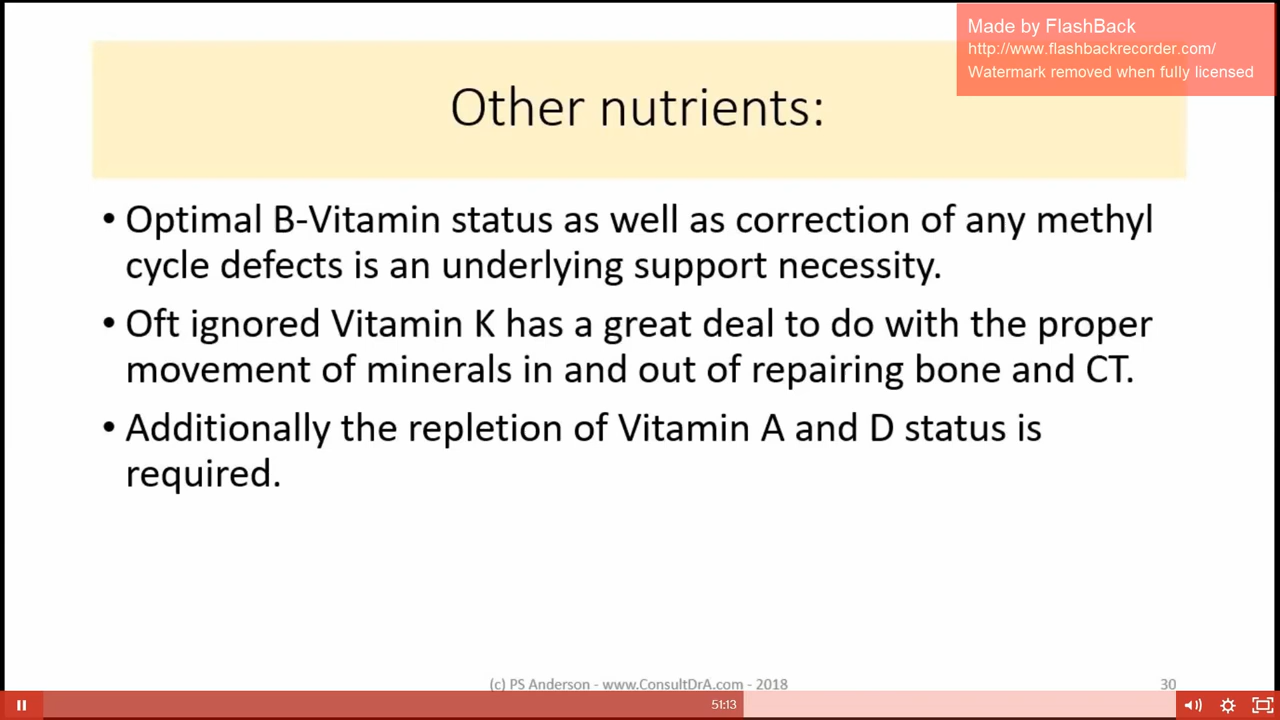 Made by FlashBack
http://www.flashbackrecorder.com/
Watermark removed when fully licensed
Other nutrients:
• Optimal B-Vitamin status as well as correction of any methyl
cycle defects is an underlying support necessity.
• Oft ignored Vitamin K has a great deal to do with the proper
movement of minerals in and out of repairing bone and CT.
• Additionally the repletion of Vitamin A and D status is
required.
(c) PS Anderson - www.ConsultDrA.com - 2018
30
51:13